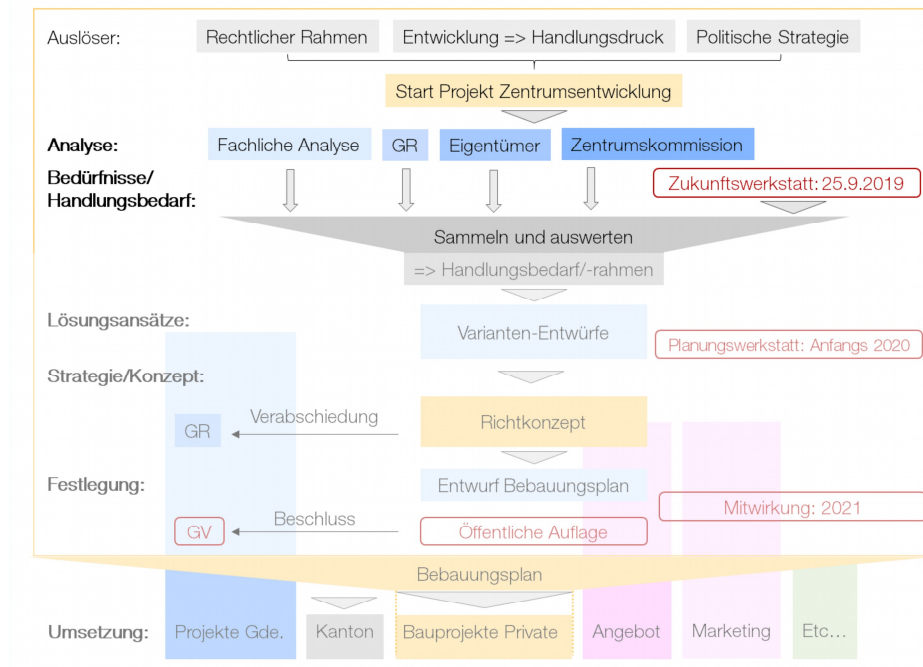 Auslöser:
Rechtlicher Rahmen
Entwicklung => Handlungsdruck
Politische Strategie
Start Projekt Zentrumsentwicklung
Analyse:
Fachliche Analyse
GR
Eigentümer
Zentrumskommission
Bedürfnisse/
Handlungsbedarf:
Zukunftswerkstatt: 25.9.2019
Sammeln und auswerten
=> Handlungsbedarf/-rahmen
Lösungsansätze:
Varianten-Entwürfe
Planungswerkstatt: Anfangs 2020
Strategie/Konzept:
GR
Verabschiedung
Richtkonzept
Festlegung:
Entwurf Bebauungsplan
Mitwirkung: 2021
GV
Beschluss
Öffentliche Auflage
Bebauungsplan
Umsetzung:
Projekte Gde.
Kanton
Bauprojekte Private
Angebot
Marketing
Etc...